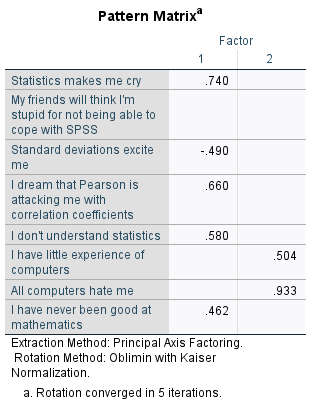 Pattern Matrixa
Factor
1 2
Statistics makes me cry .740
My friends will think I'm
stupid for not being able to
cope with SPSS
Standard deviations excite
me -.490
I dream that Pearson is
attacking me with
correlation coefficients .660
I don't understand statistics .580
I have little experience of
computers .504
All computers hate me .933
I have never been good at
mathematics .462
Extraction Method: Principal Axis Factoring.
Rotation Method: Oblimin with Kaiser
Normalization.
a. Rotation converged in 5 iterations.